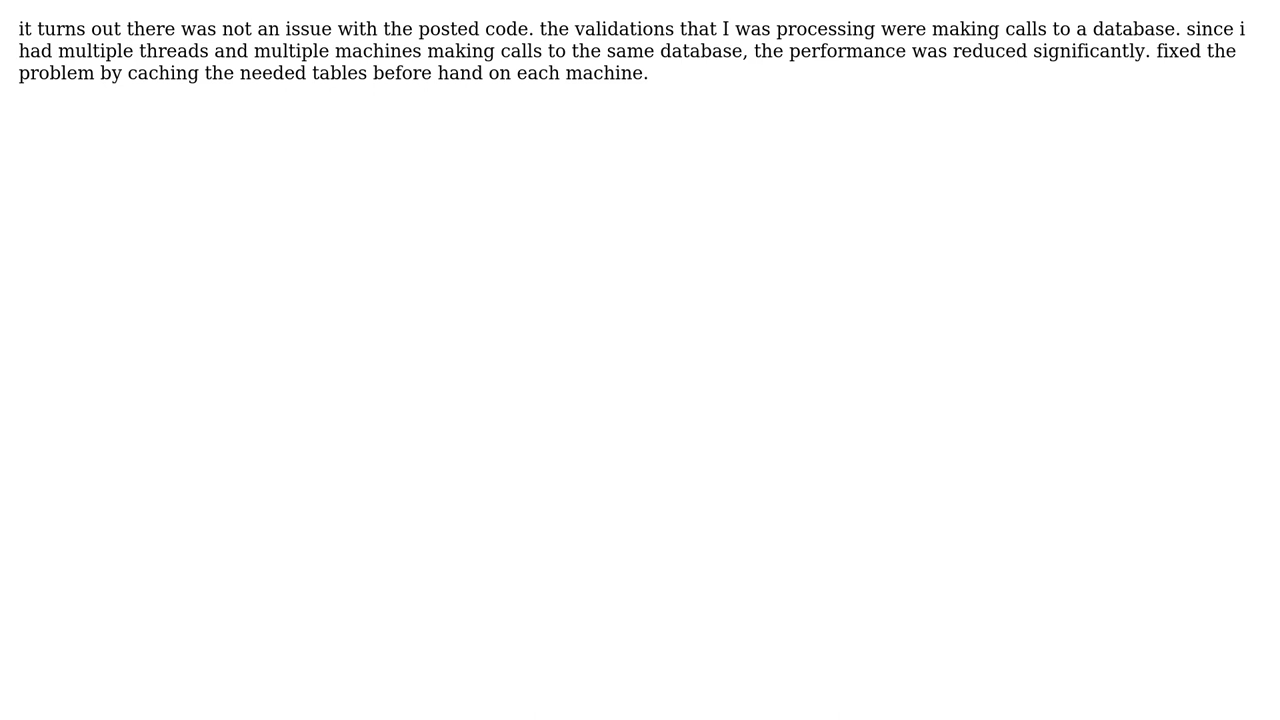 it turns out there was not an issue with the posted code. the validations that I was processing were making calls to a database. since i
had multiple threads and multiple machines making calls to the same database, the performance was reduced significantly. fixed the
problem by caching the needed tables before hand on each machine.